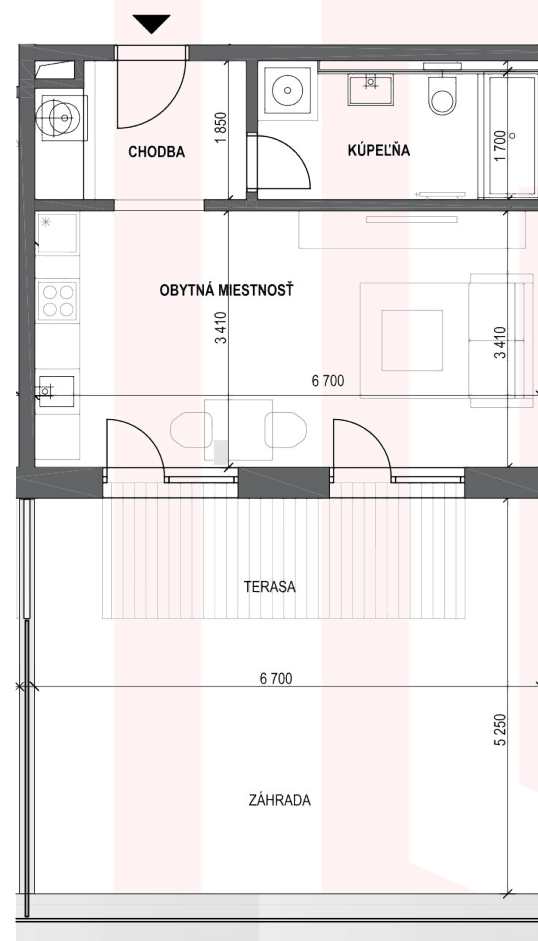 CHODBA
1 850
KÚPEĽŇA
1 700
OBYTNÁ MIESTNOSŤ
3 410
3 410
6 700
TERASA
6 700
5 250
ZÁHRADA